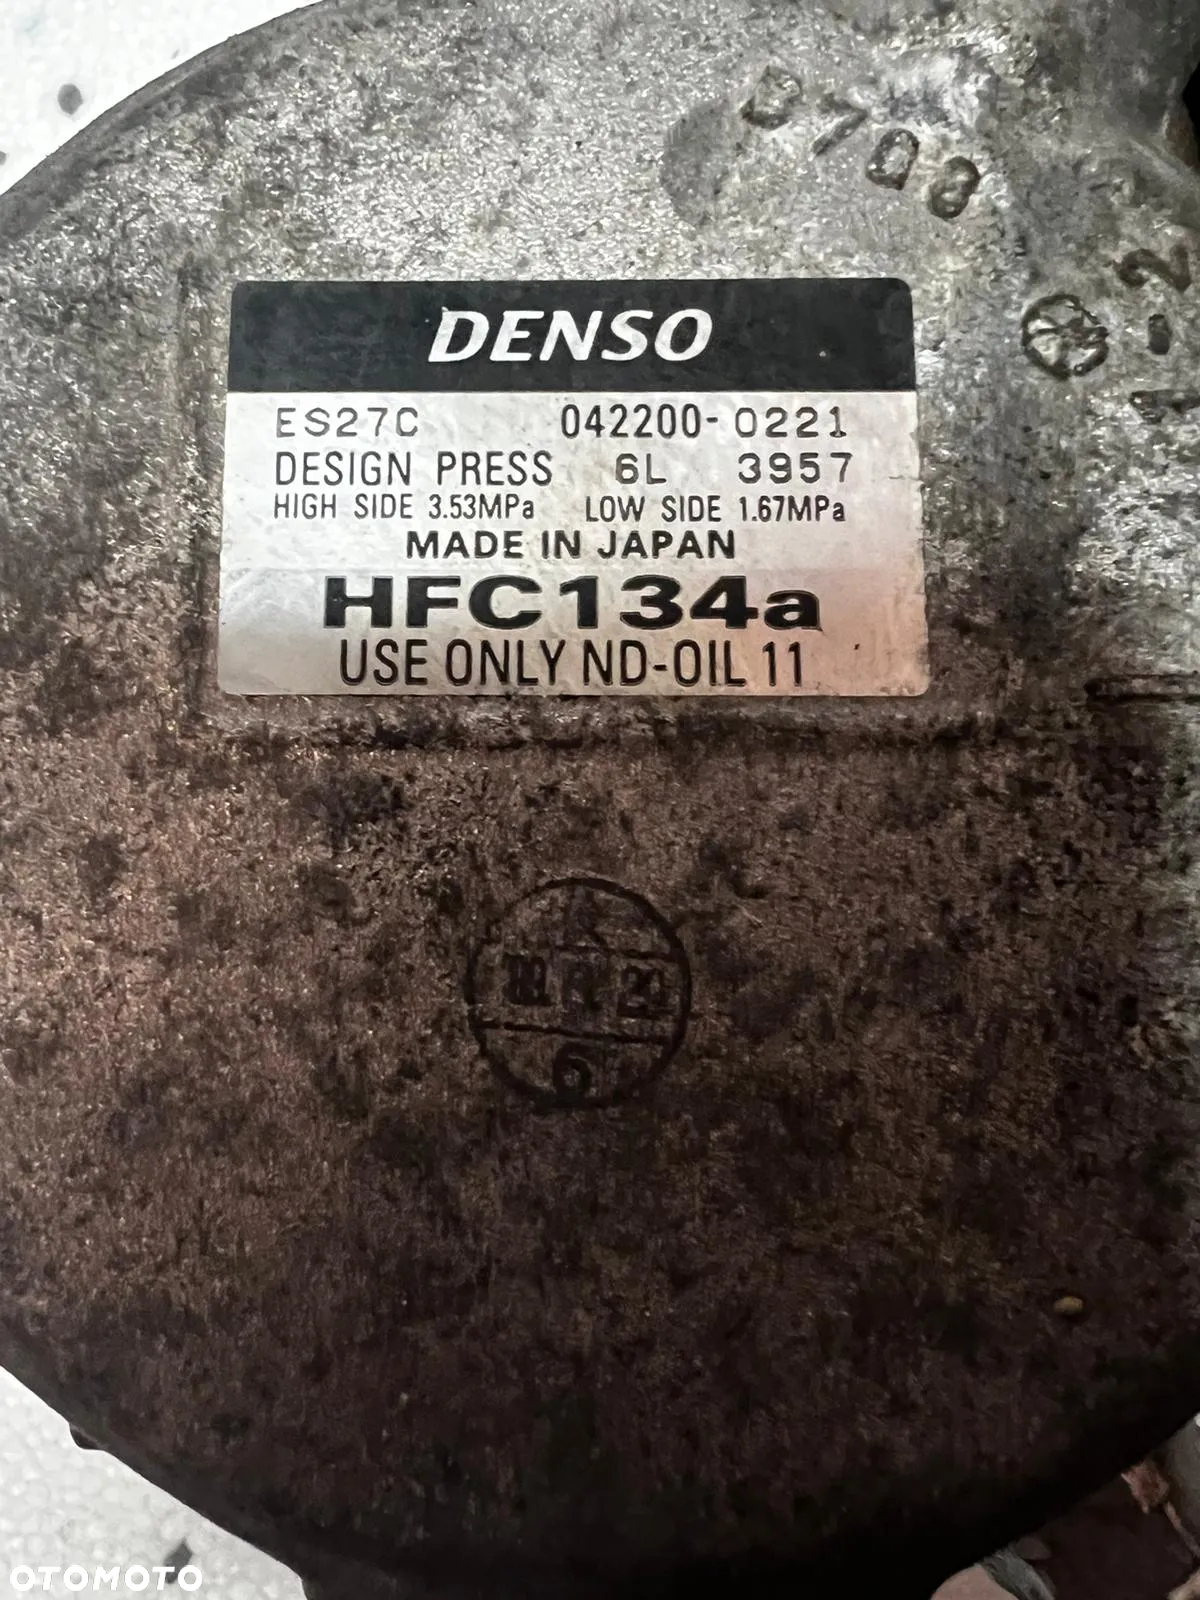 DENSO
ES27C 042200-0221
DESIGN PRESS 6L 3957
HIGH SIDE 3.53MPa LOW SIDE 1.67MPa
MADE IN JAPAN
HFC134a
USE ONLY ND-OIL 11
6
OTOMOTO